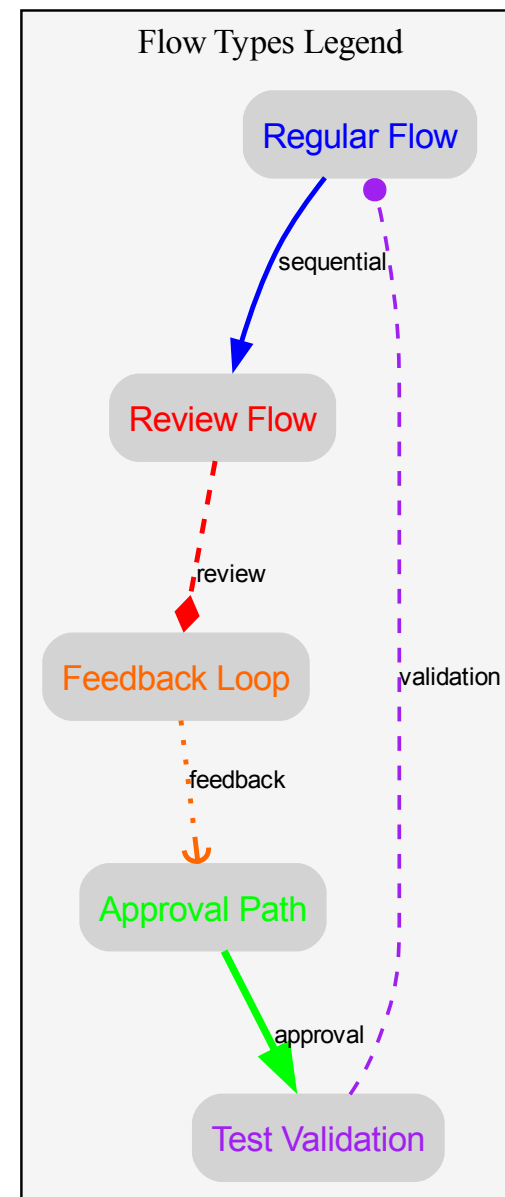 Flow Types Legend
Regular Flow
sequential
Review Flow
review
Feedback Loop
validation
feedback
Approval Path
approval
Test Validation